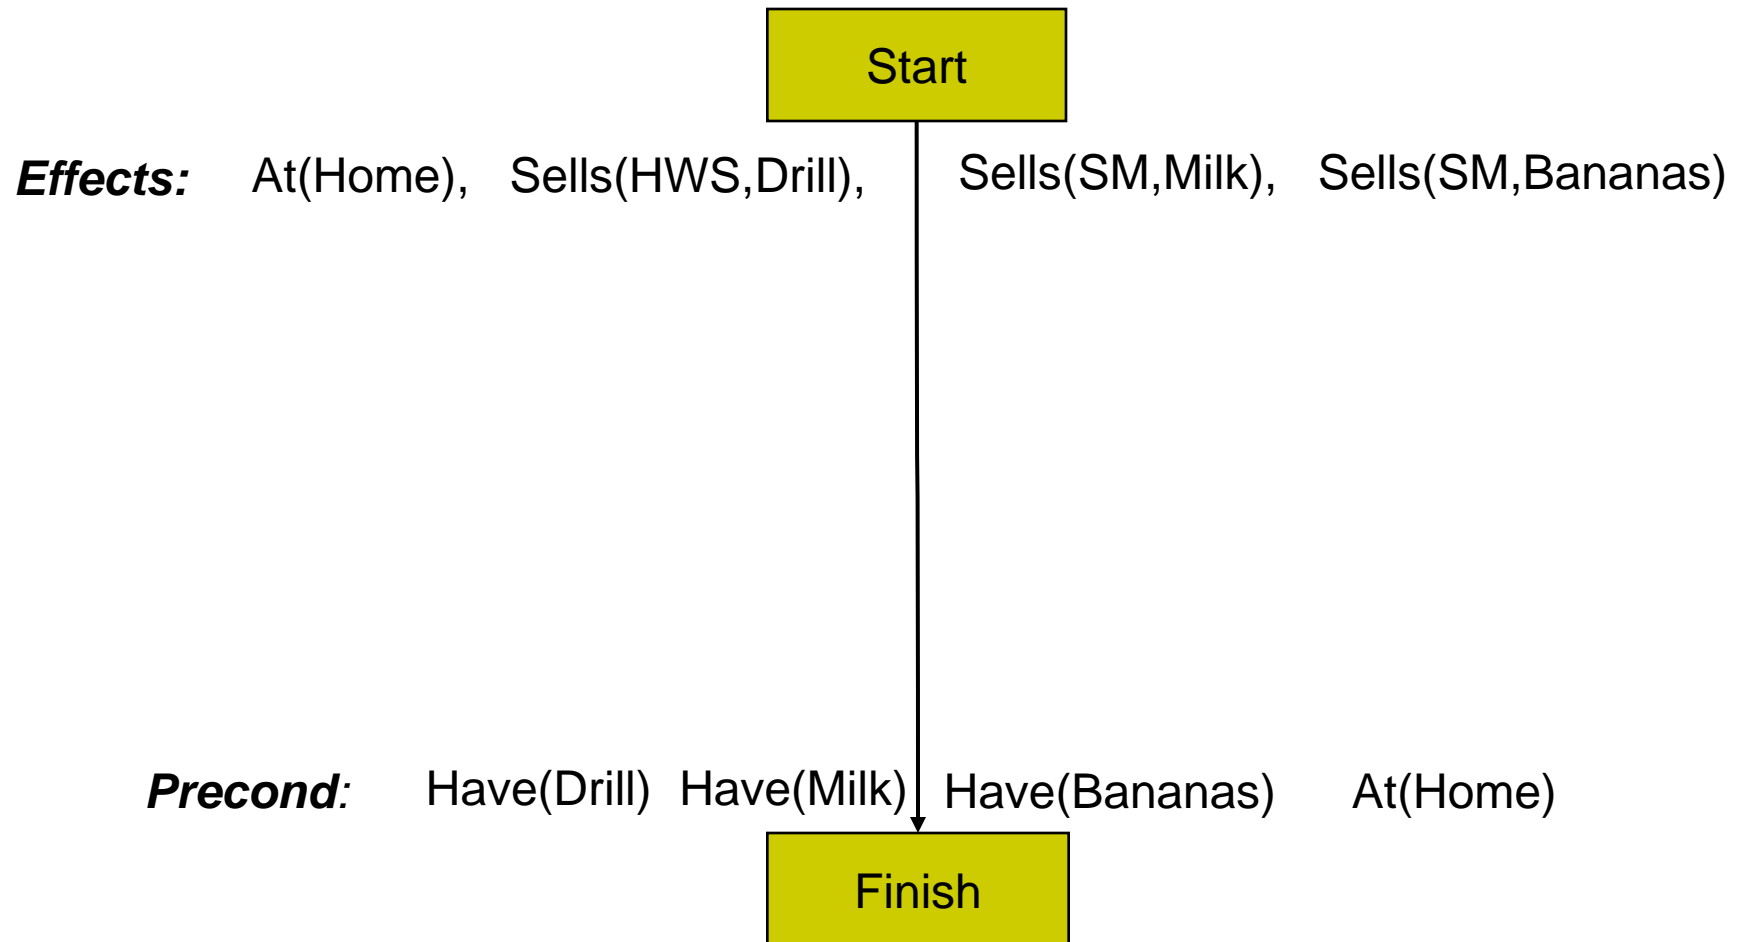 Start
Effects: At(Home), Sells(HWS,Drill), Sells(SM,Milk), Sells(SM,Bananas)
Precond: Have(Drill) Have(Milk) Have(Bananas) At(Home)
Finish